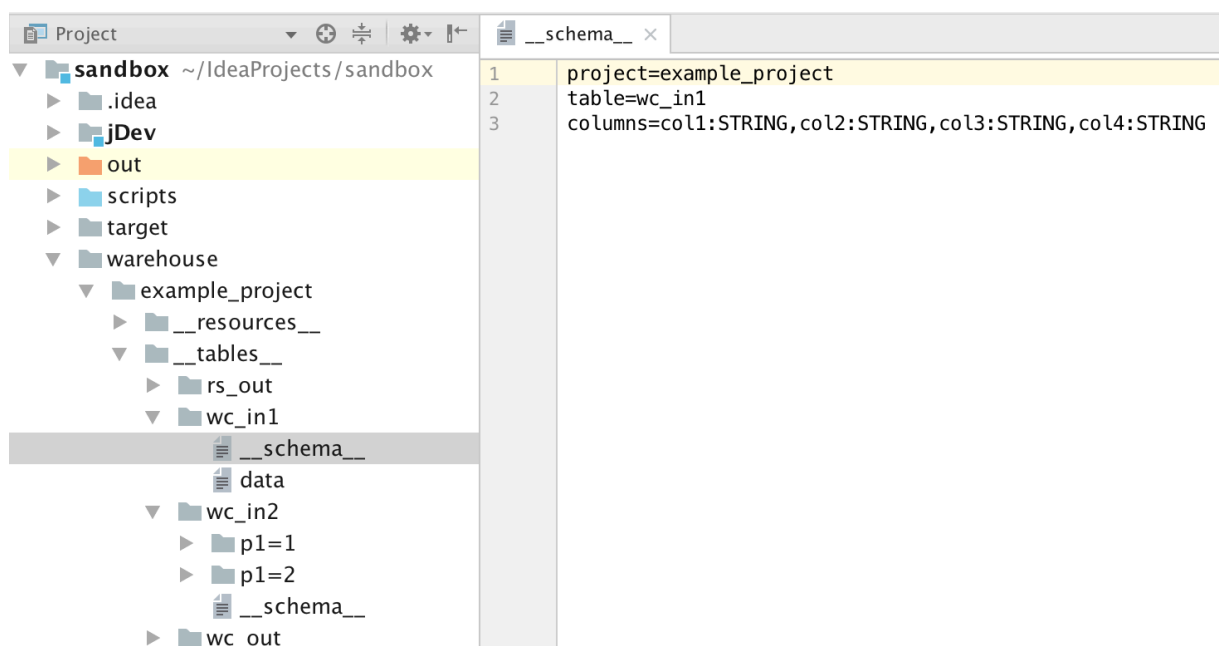 Project
sandbox ~/IdeaProjects/sandbox
.idea
jDev
out
scripts
target
warehouse
example_project
__resources__
__tables__
rs_out
wc_in1
__schema__
data
wc_in2
p1=1
p1=2
__schema__
wc_out
__schema__
1 project=example_project
2 table=wc_in1
3 columns=col1:STRING,col2:STRING,col3:STRING,col4:STRING